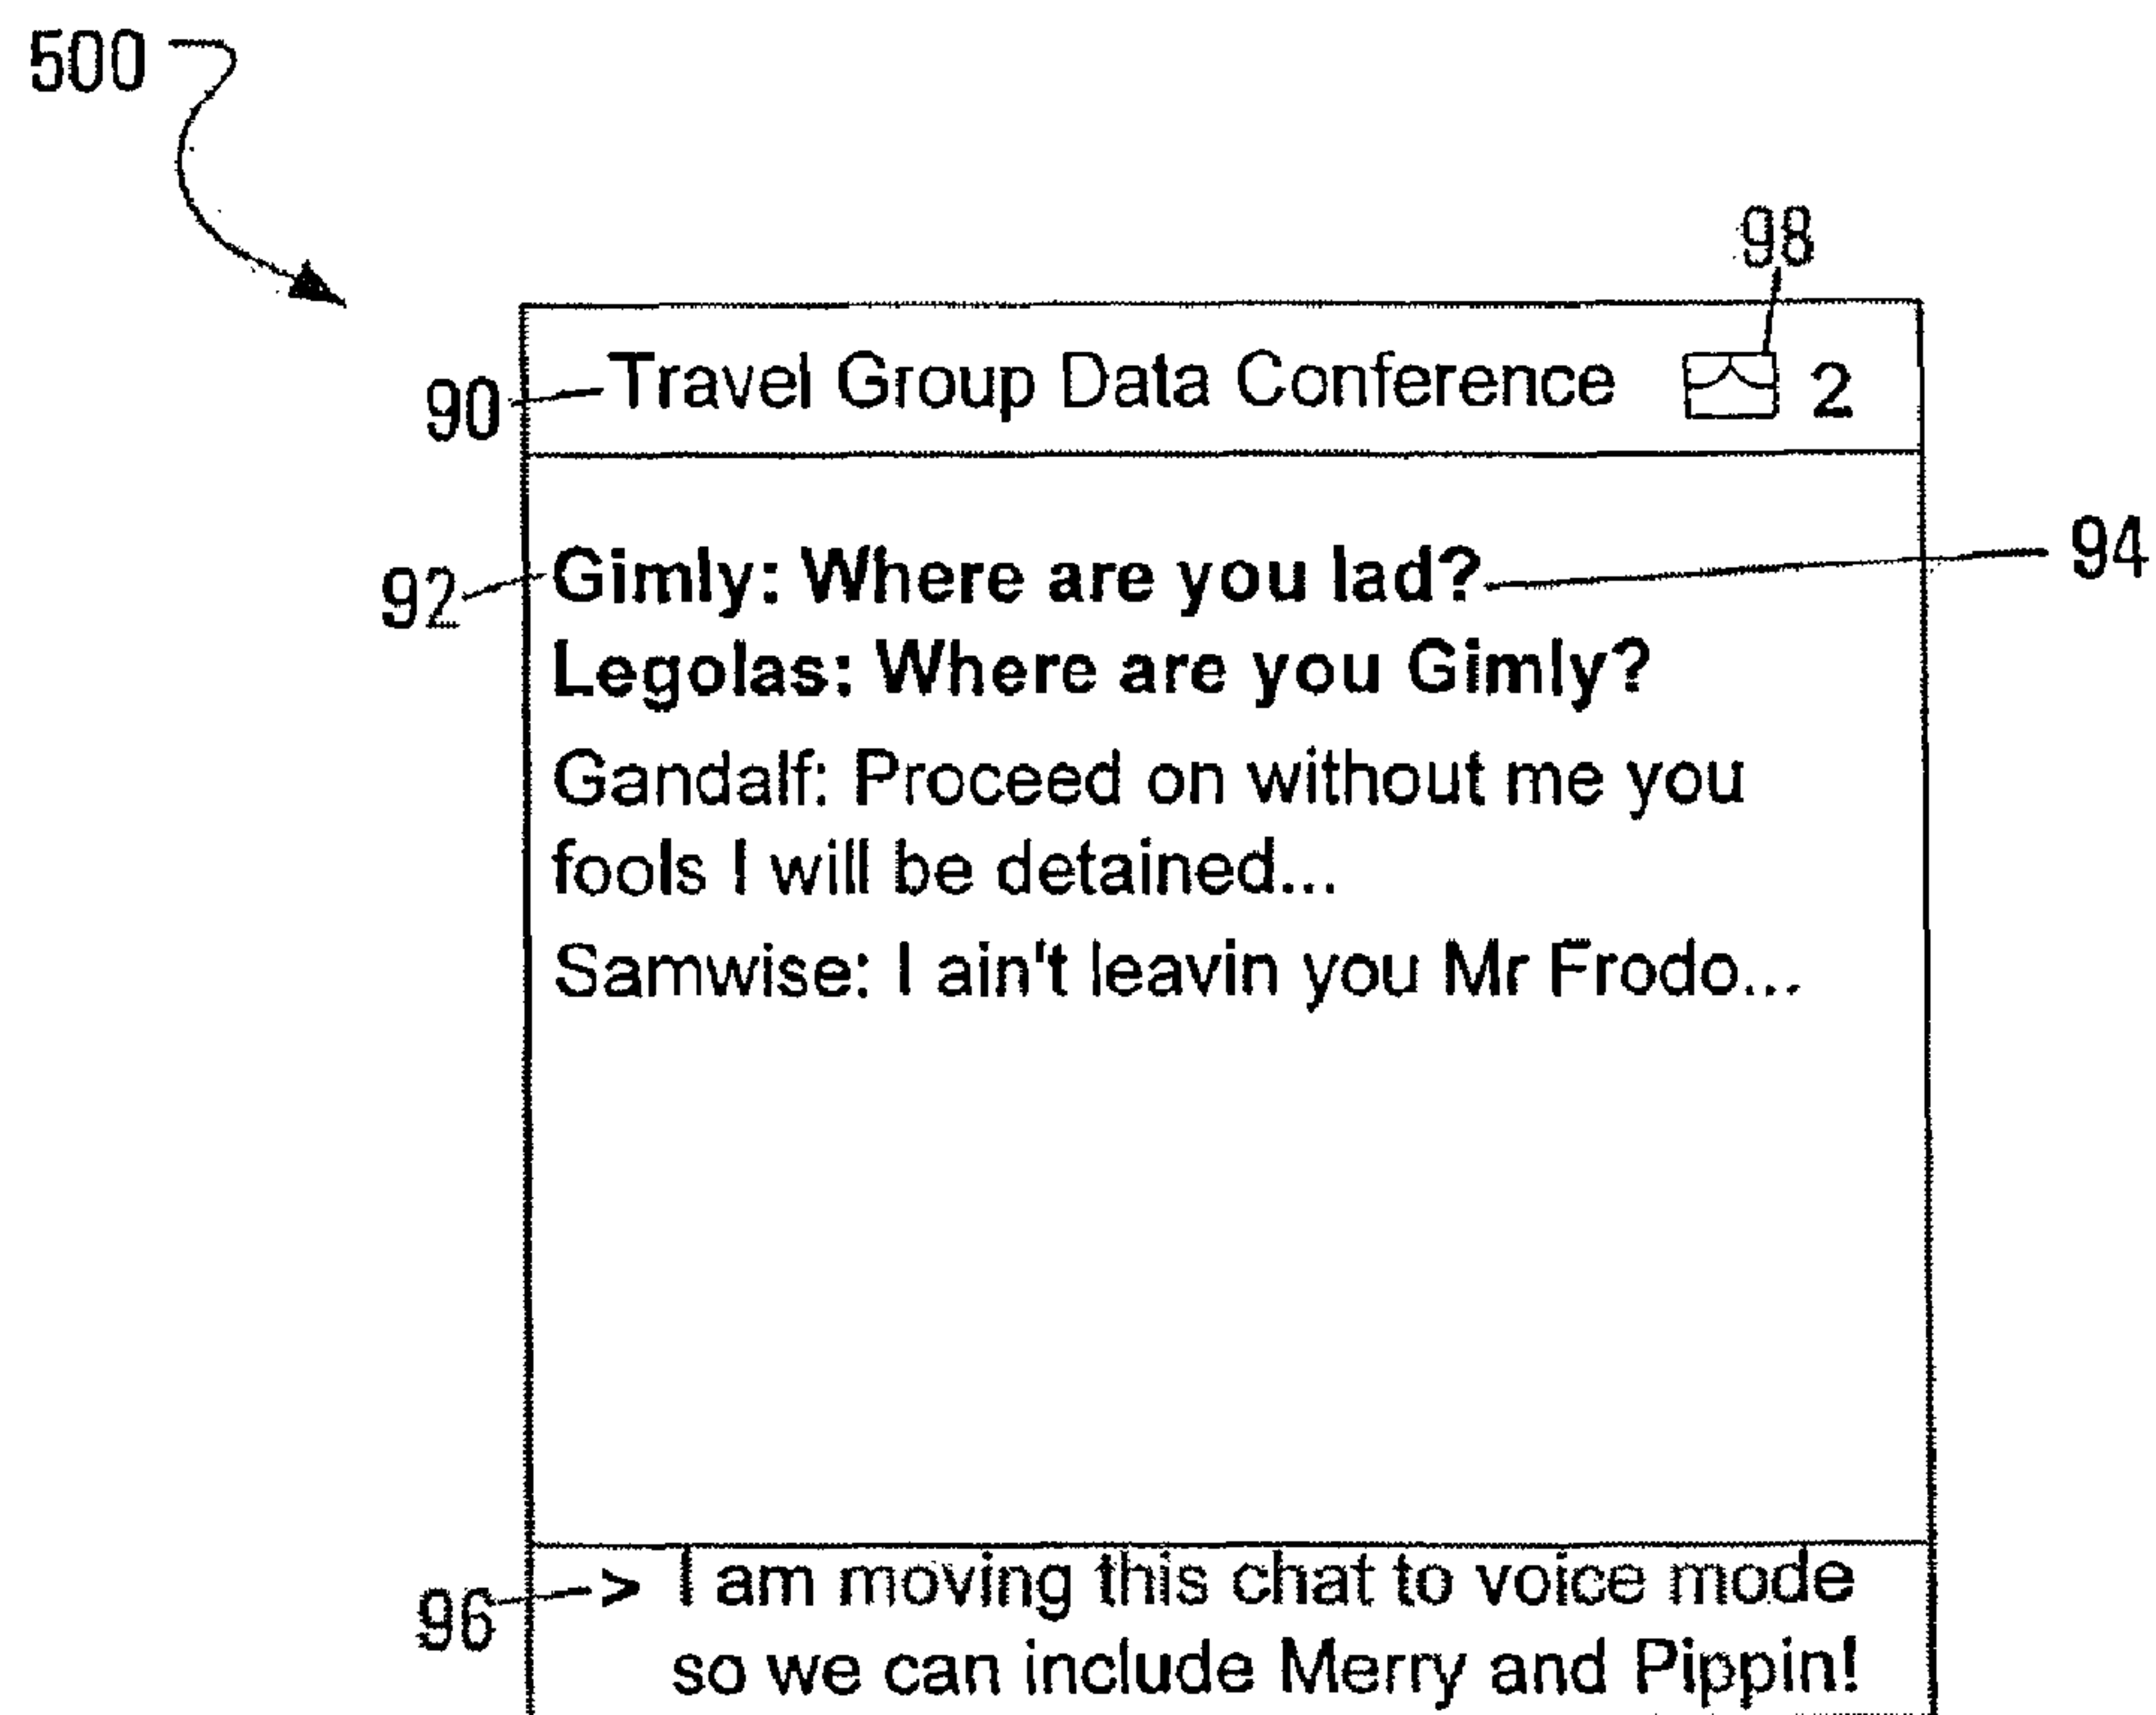 500
98
90 Travel Group Data Conference 2
92 Gimly: Where are you lad? 94
Legolas: Where are you Gimly?
Gandalf: Proceed on without me you
fools I will be detained...
Samwise: I ain't leavin you Mr Frodo...
96 > I am moving this chat to voice mode
so we can include Merry and Pippin!